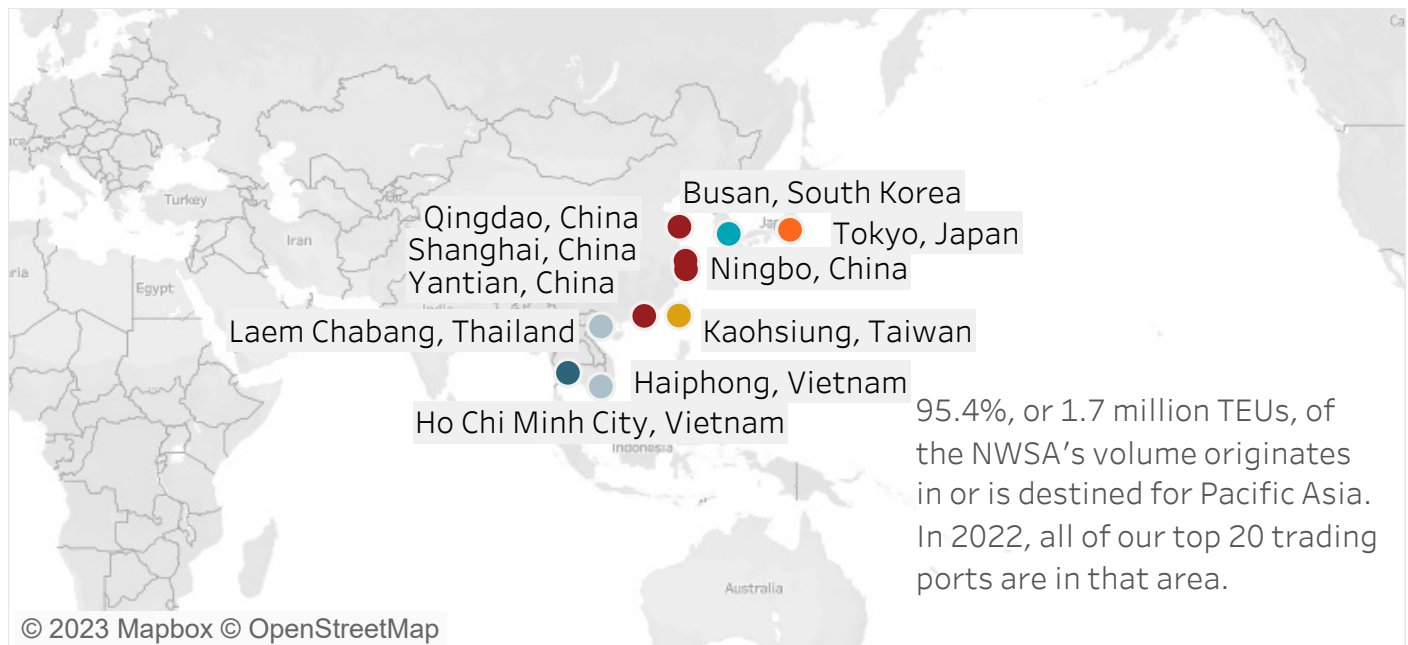 Ca
Busan, South Korea
Turkey
Qingdao, China
Jap
Tokyo, Japan
Iran
Shanghai, China
Ningbo, China
Yantian, China
Egypt
Laem Chabang, Thailand
Kaohsiung, Taiwan
Haiphong, Vietnam
Ho Chi Minh City, Vietnam
Indonesia
95.4%, or 1.7 million TEUs, of
the NWSA's volume originates
in or is destined for Pacific Asia.
In 2022, all of our top 20 trading
ports are in that area.
Australia
© 2023 Mapbox © OpenStreetMap